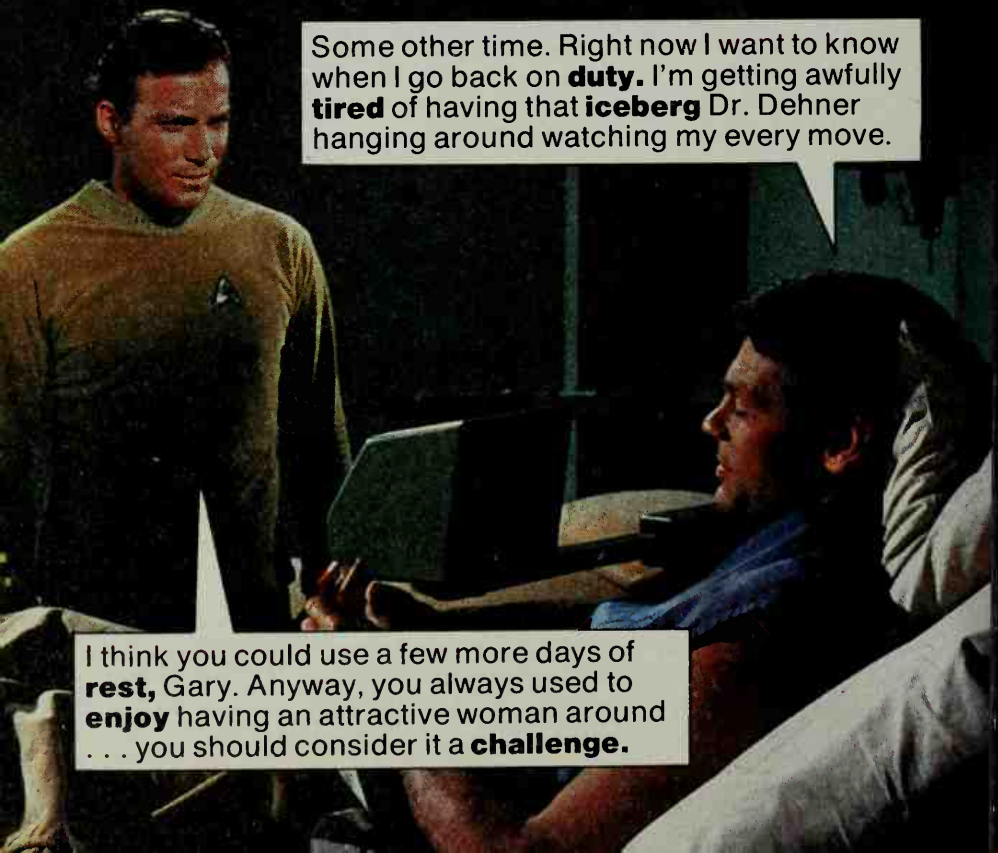 Some other time. Right now I want to know
when I go back on duty. I'm getting awfully
tired of having that iceberg Dr. Dehner
hanging around watching my every move.
I think you could use a few more days of
rest, Gary. Anyway, you always used to
enjoy having an attractive woman around
. . . you should consider it a challenge.